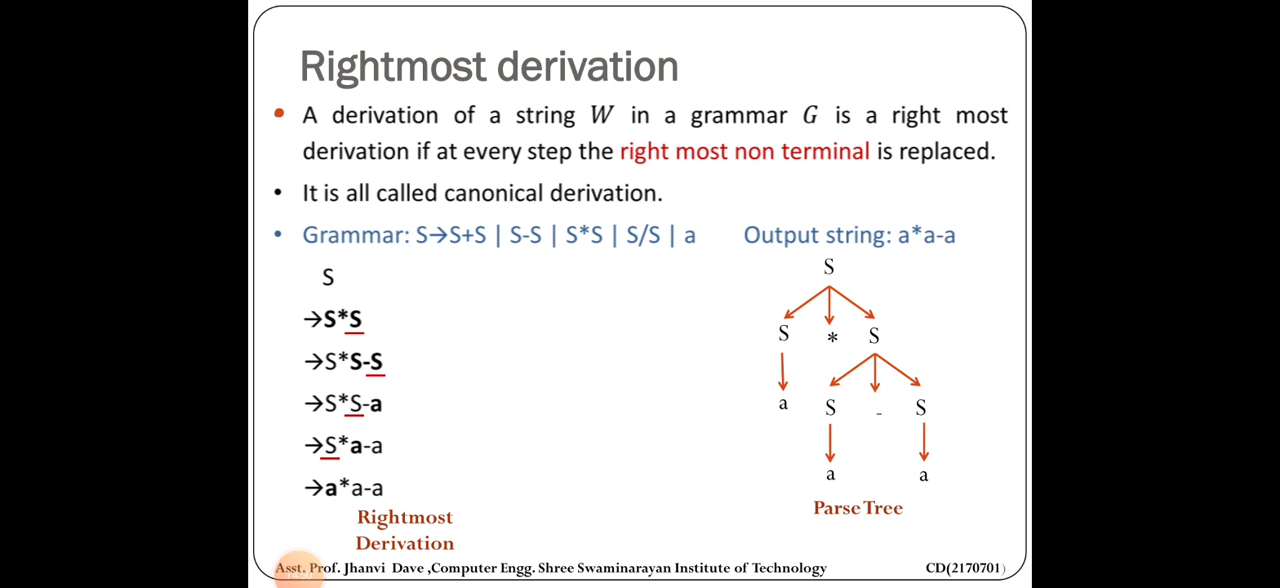 Rightmost derivation
• A derivation of a string W in a grammar G is a right most
derivation if at every step the right most non terminal is replaced.
• It is all called canonical derivation.
• Grammar: S→S+S | S-S | S*S | S/S | a Output string: a*a-a
S
→S*S
→S*S-S
→S*S-a
→S*a-a
→a*a-a
Rightmost
Derivation
S
S * S
a S - S
a a
Parse Tree
Asst. Prof. Jhanvi Dave ,Computer Engg. Shree Swaminarayan Institute of Technology CD(2170701)